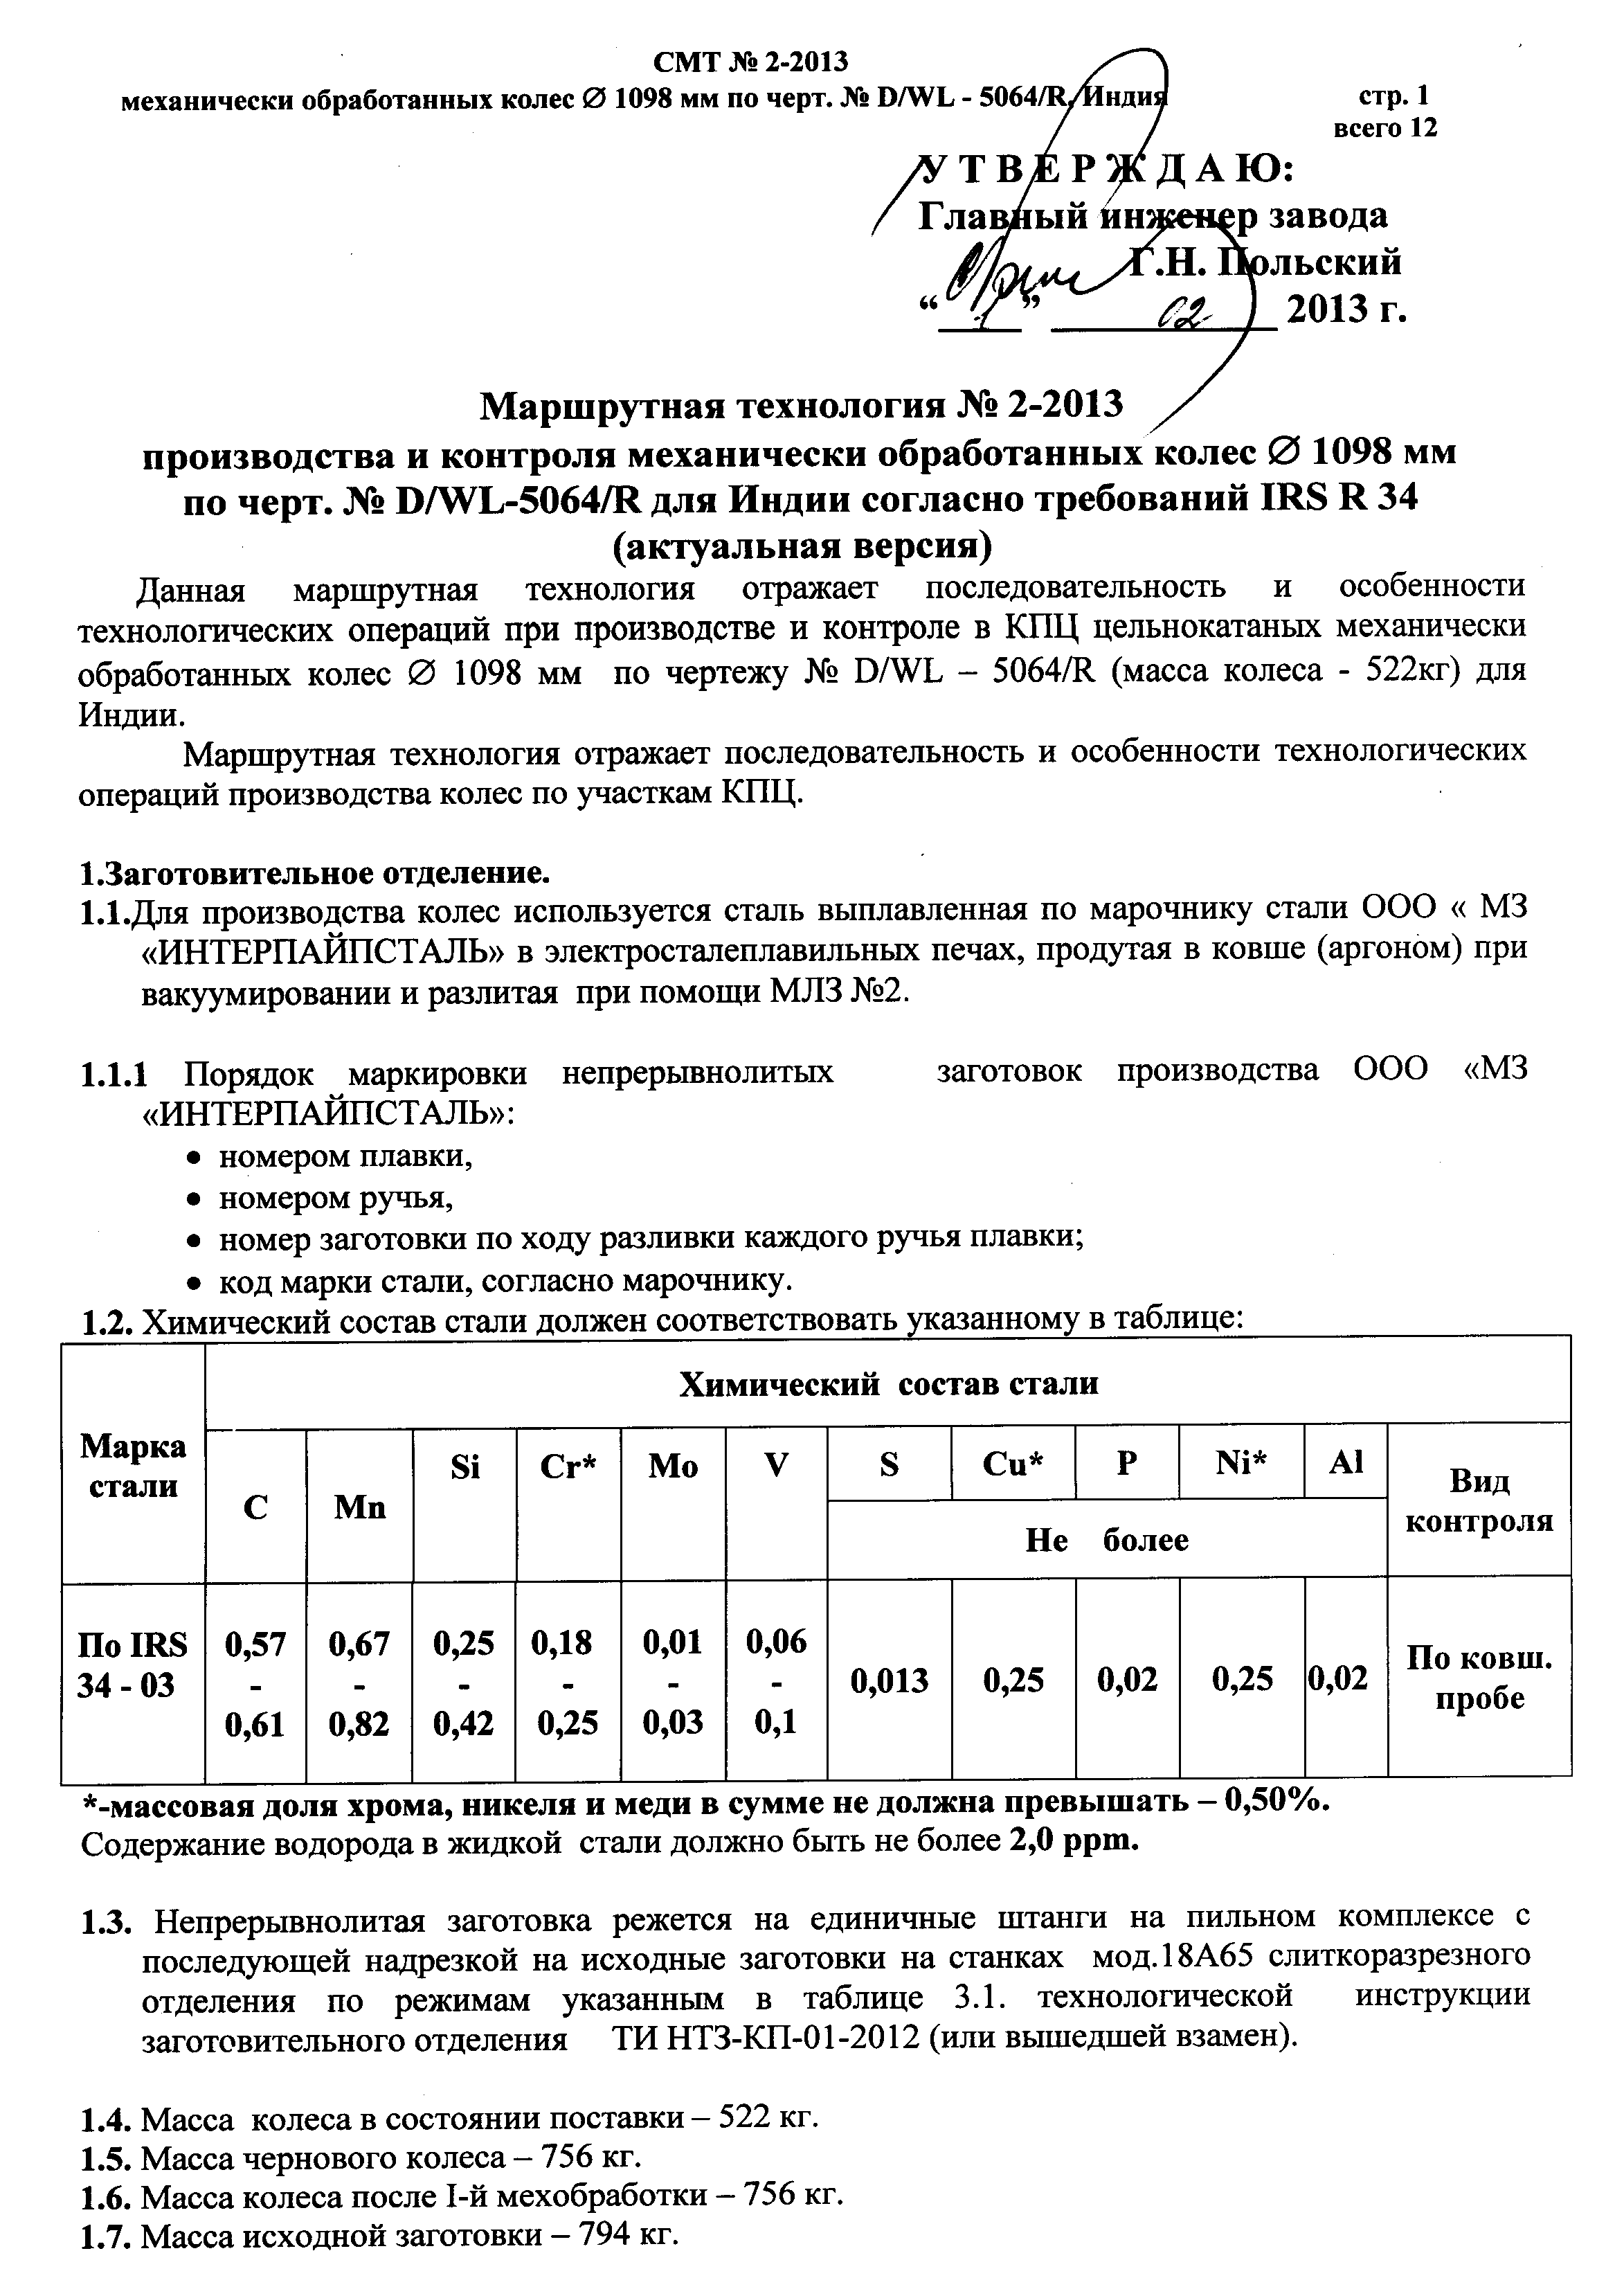 СМТ № 2-2013
механически обработанных колес ∅ 1098 мм по черт. № D/WL - 5064/R, Индия стр. 1
всего 12
У Т В Е Р Ж Д А Ю:
Главный инженер завода
Г.Н. Польский
“ 1 ” 02 2013 г.
Маршрутная технология № 2-2013
производства и контроля механически обработанных колес ∅ 1098 мм
по черт. № D/WL-5064/R для Индии согласно требований IRS R 34
(актуальная версия)
Данная маршрутная технология отражает последовательность и особенности
технологических операций при производстве и контроле в КПЦ цельнокатаных механически
обработанных колес ∅ 1098 мм по чертежу № D/WL – 5064/R (масса колеса - 522кг) для
Индии.
Маршрутная технология отражает последовательность и особенности технологических
операций производства колес по участкам КПЦ.
1.Заготовительное отделение.
1.1.Для производства колес используется сталь выплавленная по марочнику стали ООО « МЗ
«ИНТЕРПАЙПСТАЛЬ» в электросталеплавильных печах, продутая в ковше (аргоном) при
вакуумировании и разлитая при помощи МЛЗ №2.
1.1.1 Порядок маркировки непрерывнолитых заготовок производства ООО «МЗ
«ИНТЕРПАЙПСТАЛЬ»:
• номером плавки,
• номером ручья,
• номер заготовки по ходу разливки каждого ручья плавки;
• код марки стали, согласно марочнику.
1.2. Химический состав стали должен соответствовать указанному в таблице:
Химический состав стали
Марка
стали
C Mn Si Cr* Mo V S Cu* P Ni* Al
Вид
контроля
Не более
По IRS
34 - 03
0,57 - 0,61
0,67 - 0,82
0,25 - 0,42
0,18 - 0,25
0,01 - 0,03
0,06 - 0,1
0,013 0,25 0,02 0,25 0,02
По ковш.
пробе
*-массовая доля хрома, никеля и меди в сумме не должна превышать – 0,50%.
Содержание водорода в жидкой стали должно быть не более 2,0 ppm.
1.3. Непрерывнолитая заготовка режется на единичные штанги на пильном комплексе с
последующей надрезкой на исходные заготовки на станках мод.18А65 слиткоразрезного
отделения по режимам указанным в таблице 3.1. технологической инструкции
заготовительного отделения ТИ НТЗ-КП-01-2012 (или вышедшей взамен).
1.4. Масса колеса в состоянии поставки – 522 кг.
1.5. Масса чернового колеса – 756 кг.
1.6. Масса колеса после I-й мехобработки – 756 кг.
1.7. Масса исходной заготовки – 794 кг.